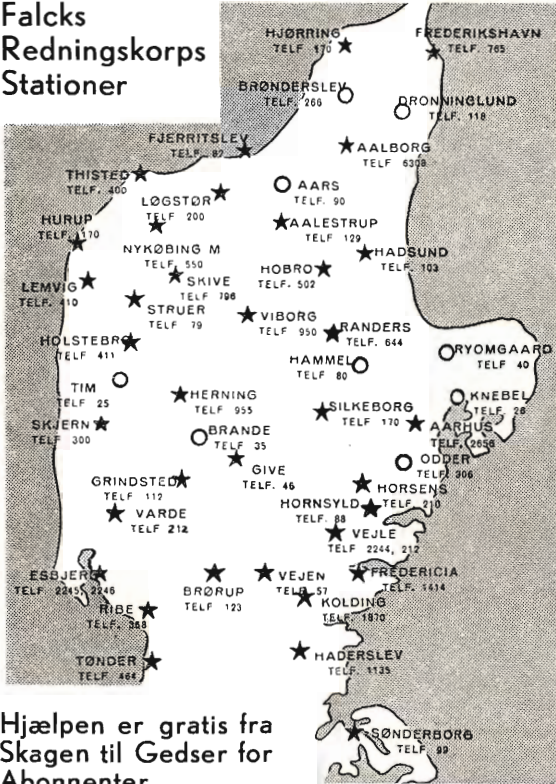 Falcks
Redningskorps
Stationer
HJØRRING
TELF 170
FREDERIKSHAVN
TELF. 765
BRØNDERSLEV
TELF. 266
DRONNINGLUND
TELF. 118
FJERRITSLEV
TELF. 82
AALBORG
TELF 6308
THISTED
TELF. 400
AARS
TELF. 90
LØGSTØR
TELF 200
HURUP
TELF. 170
AALESTRUP
TELF 129
NYKØBING M
TELF. 550
HADSUND
TELF. 103
HOBRO
TELF. 502
LEMVIG
TELF. 410
SKIVE
TELF 796
STRUER
TELF 79
VIBORG
TELF 950
RANDERS
TELF. 644
HOLSTEBRO
TELF 411
RYOMGAARD
TELF 40
HAMMEL
TELF 80
TIM
TELF 25
HERNING
TELF 955
KNEBEL
TELF. 26
SILKEBORG
TELF 170
SKJERN
TELF 300
AARHUS
TELF. 2656
BRANDE
TELF 35
GIVE
TELF. 46
ODDER
TELF 306
GRINDSTED
TELF 112
HORSENS
TELF. 210
HORNSYLD
TELF. 88
VARDE
TELF 212
VEJLE
TELF 2244, 212
ESBJERG
TELF 2245, 2246
BRØRUP
TELF 123
VEJEN
TELF. 57
FREDERICIA
TELF. 1614
KOLDING
TELF. 1870
RIBE
TELF. 368
TØNDER
TELF 464
HADERSLEV
TELF 1135
SØNDERBORG
TELF 99
Hjælpen er gratis fra
Skagen til Gedser for
Abonnenter